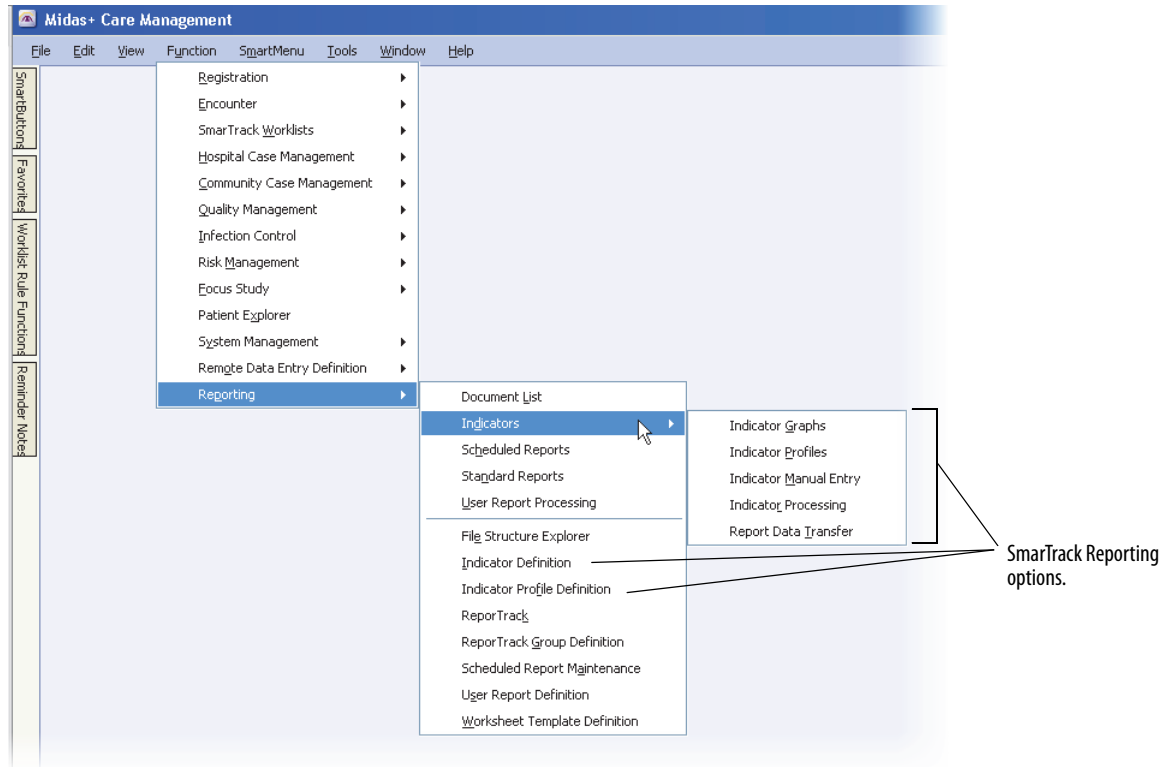 Midas+ Care Management
File Edit View Function SmartMenu Tools Window Help
SmartButtons
Favorites
Worklist Rule Functions
Reminder Notes
Registration
Encounter
SmarTrack Worklists
Hospital Case Management
Community Case Management
Quality Management
Infection Control
Risk Management
Focus Study
Patient Explorer
System Management
Remote Data Entry Definition
Reporting
Document List
Indicators
Scheduled Reports
Standard Reports
User Report Processing
File Structure Explorer
Indicator Definition
Indicator Profile Definition
ReporTrack
ReporTrack Group Definition
Scheduled Report Maintenance
User Report Definition
Worksheet Template Definition
Indicator Graphs
Indicator Profiles
Indicator Manual Entry
Indicator Processing
Report Data Transfer
SmarTrack Reporting
options.